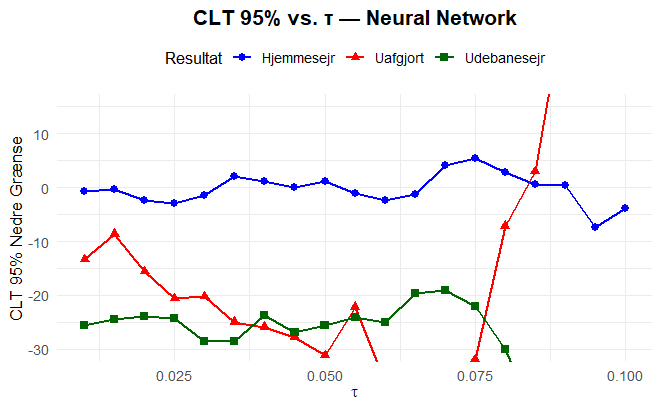 CLT 95% vs. τ — Neural Network
Resultat Hjemmesejr Uafgjort Udebanesejr
CLT 95% Nedre Grænse
10
0
-10
-20
-30
0.025 0.050 0.075 0.100
τ